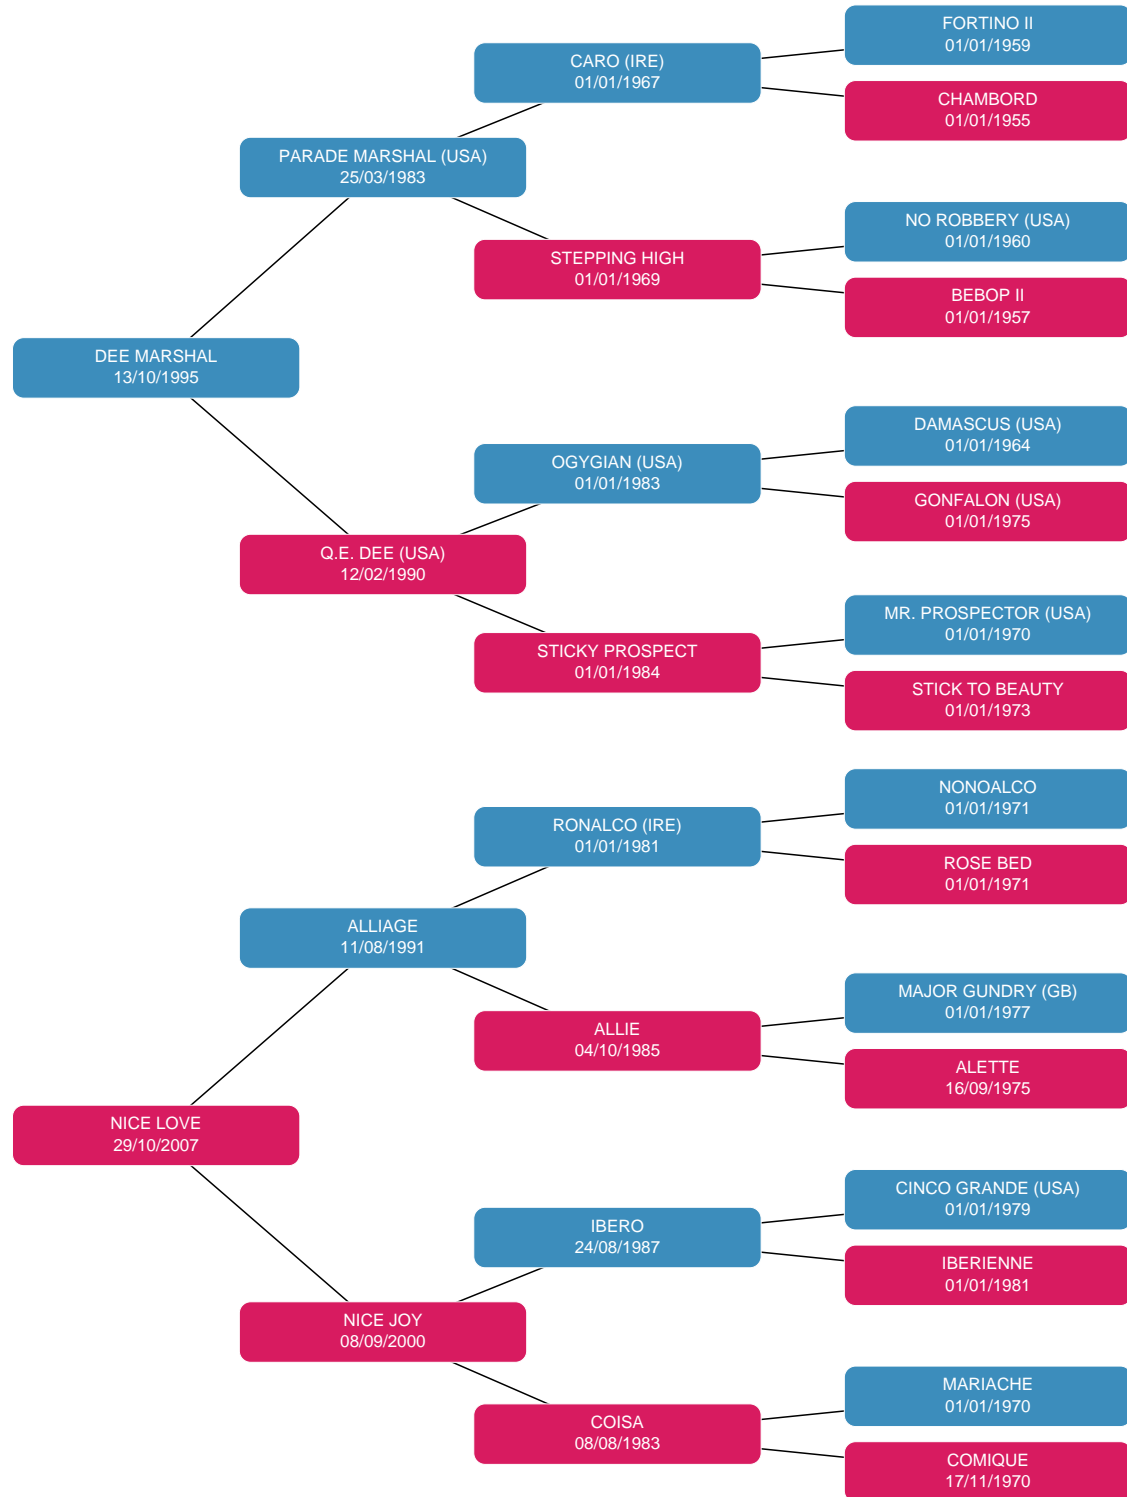 FORTINO II
01/01/1959
CARO (IRE)
01/01/1967
CHAMBORD
01/01/1955
PARADE MARSHAL (USA)
25/03/1983
NO ROBBERY (USA)
01/01/1960
STEPPING HIGH
01/01/1969
BEBOP II
01/01/1957
DEE MARSHAL
13/10/1995
DAMASCUS (USA)
01/01/1964
OGYGIAN (USA)
01/01/1983
GONFALON (USA)
01/01/1975
Q.E. DEE (USA)
12/02/1990
MR. PROSPECTOR (USA)
01/01/1970
STICKY PROSPECT
01/01/1984
STICK TO BEAUTY
01/01/1973
NONOALCO
01/01/1971
RONALCO (IRE)
01/01/1981
ROSE BED
01/01/1971
ALLIAGE
11/08/1991
MAJOR GUNDRY (GB)
01/01/1977
ALLIE
04/10/1985
ALETTE
16/09/1975
NICE LOVE
29/10/2007
CINCO GRANDE (USA)
01/01/1979
IBERO
24/08/1987
IBERIENNE
01/01/1981
NICE JOY
08/09/2000
MARIACHE
01/01/1970
COISA
08/08/1983
COMIQUE
17/11/1970